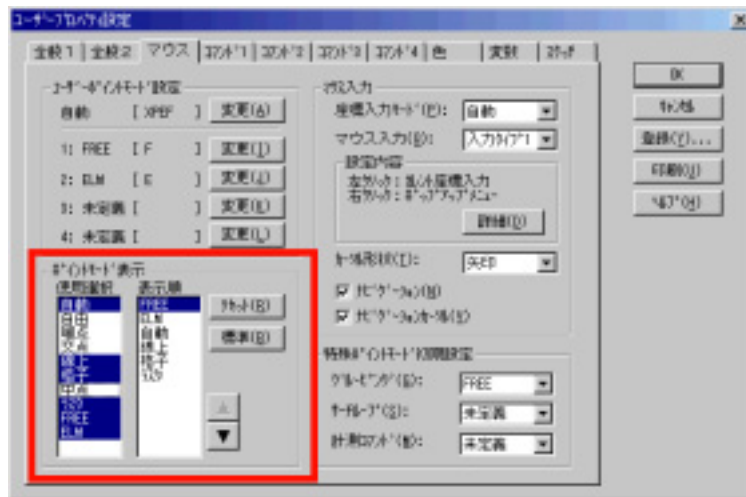 ユーザープロパティ設定
全般1 全般2 マウス コマンド1 コマンド2 コマンド3 コマンド4 色 変数 スケッチ
ユーザーポイントモード設定
自動 [ XPEF ] 変更(A)
1: FREE [ F ] 変更(I)
2: ELM [ E ] 変更(J)
3: 未定義 [ ] 変更(K)
4: 未定義 [ ] 変更(L)
ポイントモード表示
使用選択 表示順
自動
自由
端点
交点
線上
格子
中点
FREE
ELM
FREE
ELM
自動
線上
格子
リセット(R)
標準(B)
▲
▼
マウス入力
座標入力モード(P): 自動
マウス入力(O): 入力タイプ1
設定内容
左クリック: ヒント座標入力
右クリック: ポップアップメニュー
詳細(D)
カーソル形状(T): 矢印
ナビゲーション(N)
ナビゲーションカーソル(Y)
特殊ポイントモード初期設定
グルーピング(G): FREE
サーチループ(S): 未定義
計測コマンド(M): 未定義
OK
キャンセル
登録(Y)...
印刷(U)
ヘルプ(H)